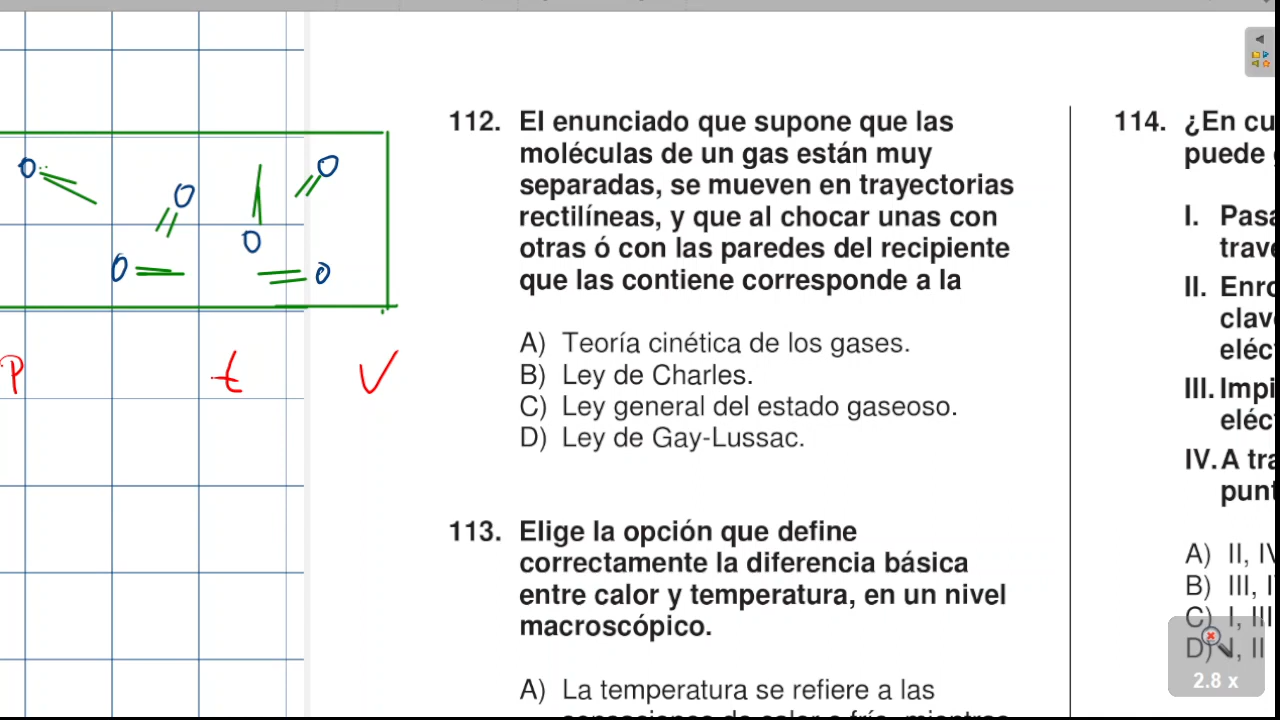 O
O
O
O
O
O
P
t
V
112. El enunciado que supone que las
moléculas de un gas están muy
separadas, se mueven en trayectorias
rectilíneas, y que al chocar unas con
otras ó con las paredes del recipiente
que las contiene corresponde a la
A) Teoría cinética de los gases.
B) Ley de Charles.
C) Ley general del estado gaseoso.
D) Ley de Gay-Lussac.
113. Elige la opción que define
correctamente la diferencia básica
entre calor y temperatura, en un nivel
macroscópico.
A) La temperatura se refiere a las
114. ¿En cu
puede
I. Pasa
trave
II. Enro
clav
eléc
III. Impi
eléc
IV. A tra
punt
A) II, IV
B) III, I
C) I, III
D) I, II
2.8 x